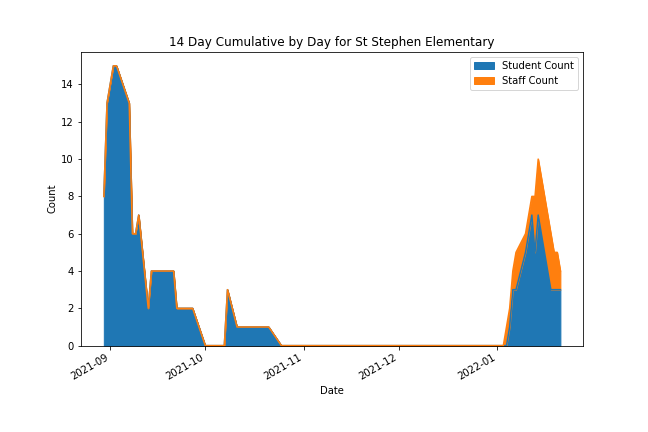 14 Day Cumulative by Day for St Stephen Elementary
Student Count
Staff Count
14
12
10
8
6
4
2
0
Count
2021-09
2021-10
2021-11
2021-12
2022-01
Date